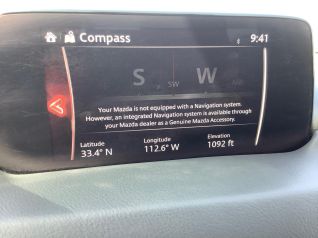 Compass 9:41
S SW W
Your Mazda is not equipped with a Navigation system.
However, an integrated Navigation system is available through
your Mazda dealer as a Genuine Mazda Accessory.
Latitude Longitude Elevation
33.4° N 112.6° W 1092 ft